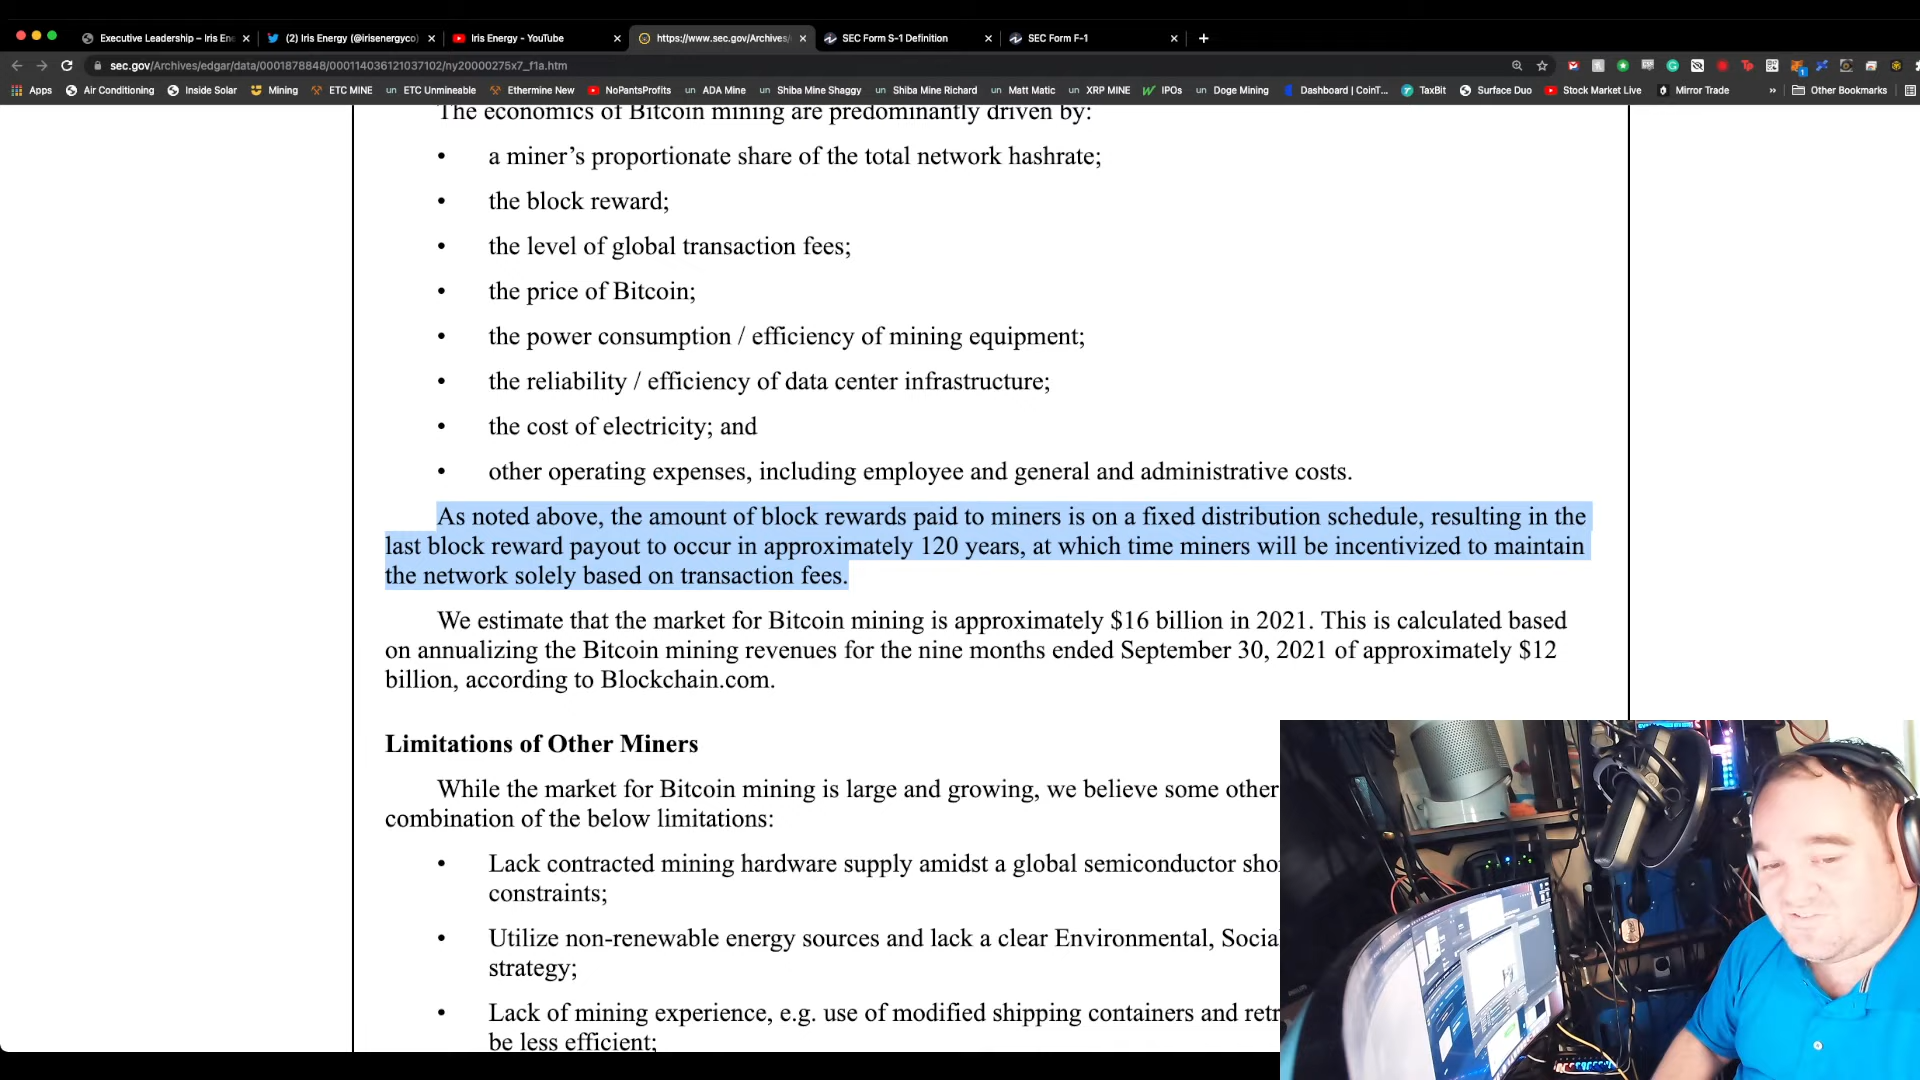 Executive Leadership – Iris Ene
(2) Iris Energy (@irisenergyco)
Iris Energy - YouTube
https://www.sec.gov/Archives/
SEC Form S-1 Definition
SEC Form F-1
sec.gov/Archives/edgar/data/0001878848/000114036121037102/ny20000275x7_f1a.htm
Apps
Air Conditioning
Inside Solar
Mining
ETC MINE
ETC Unmineable
Ethermine New
NoPantsProfits
ADA Mine
Shiba Mine Shaggy
Shiba Mine Richard
Matt Matic
XRP MINE
IPOs
Doge Mining
Dashboard | CoinT...
TaxBit
Surface Duo
Stock Market Live
Mirror Trade
»
Other Bookmarks
The economics of Bitcoin mining are predominantly driven by:
• a miner’s proportionate share of the total network hashrate;
• the block reward;
• the level of global transaction fees;
• the price of Bitcoin;
• the power consumption / efficiency of mining equipment;
• the reliability / efficiency of data center infrastructure;
• the cost of electricity; and
• other operating expenses, including employee and general and administrative costs.
As noted above, the amount of block rewards paid to miners is on a fixed distribution schedule, resulting in the
last block reward payout to occur in approximately 120 years, at which time miners will be incentivized to maintain
the network solely based on transaction fees.
We estimate that the market for Bitcoin mining is approximately $16 billion in 2021. This is calculated based
on annualizing the Bitcoin mining revenues for the nine months ended September 30, 2021 of approximately $12
billion, according to Blockchain.com.
Limitations of Other Miners
While the market for Bitcoin mining is large and growing, we believe some other
combination of the below limitations:
• Lack contracted mining hardware supply amidst a global semiconductor sho
constraints;
• Utilize non-renewable energy sources and lack a clear Environmental, Socia
strategy;
• Lack of mining experience, e.g. use of modified shipping containers and retr
be less efficient;